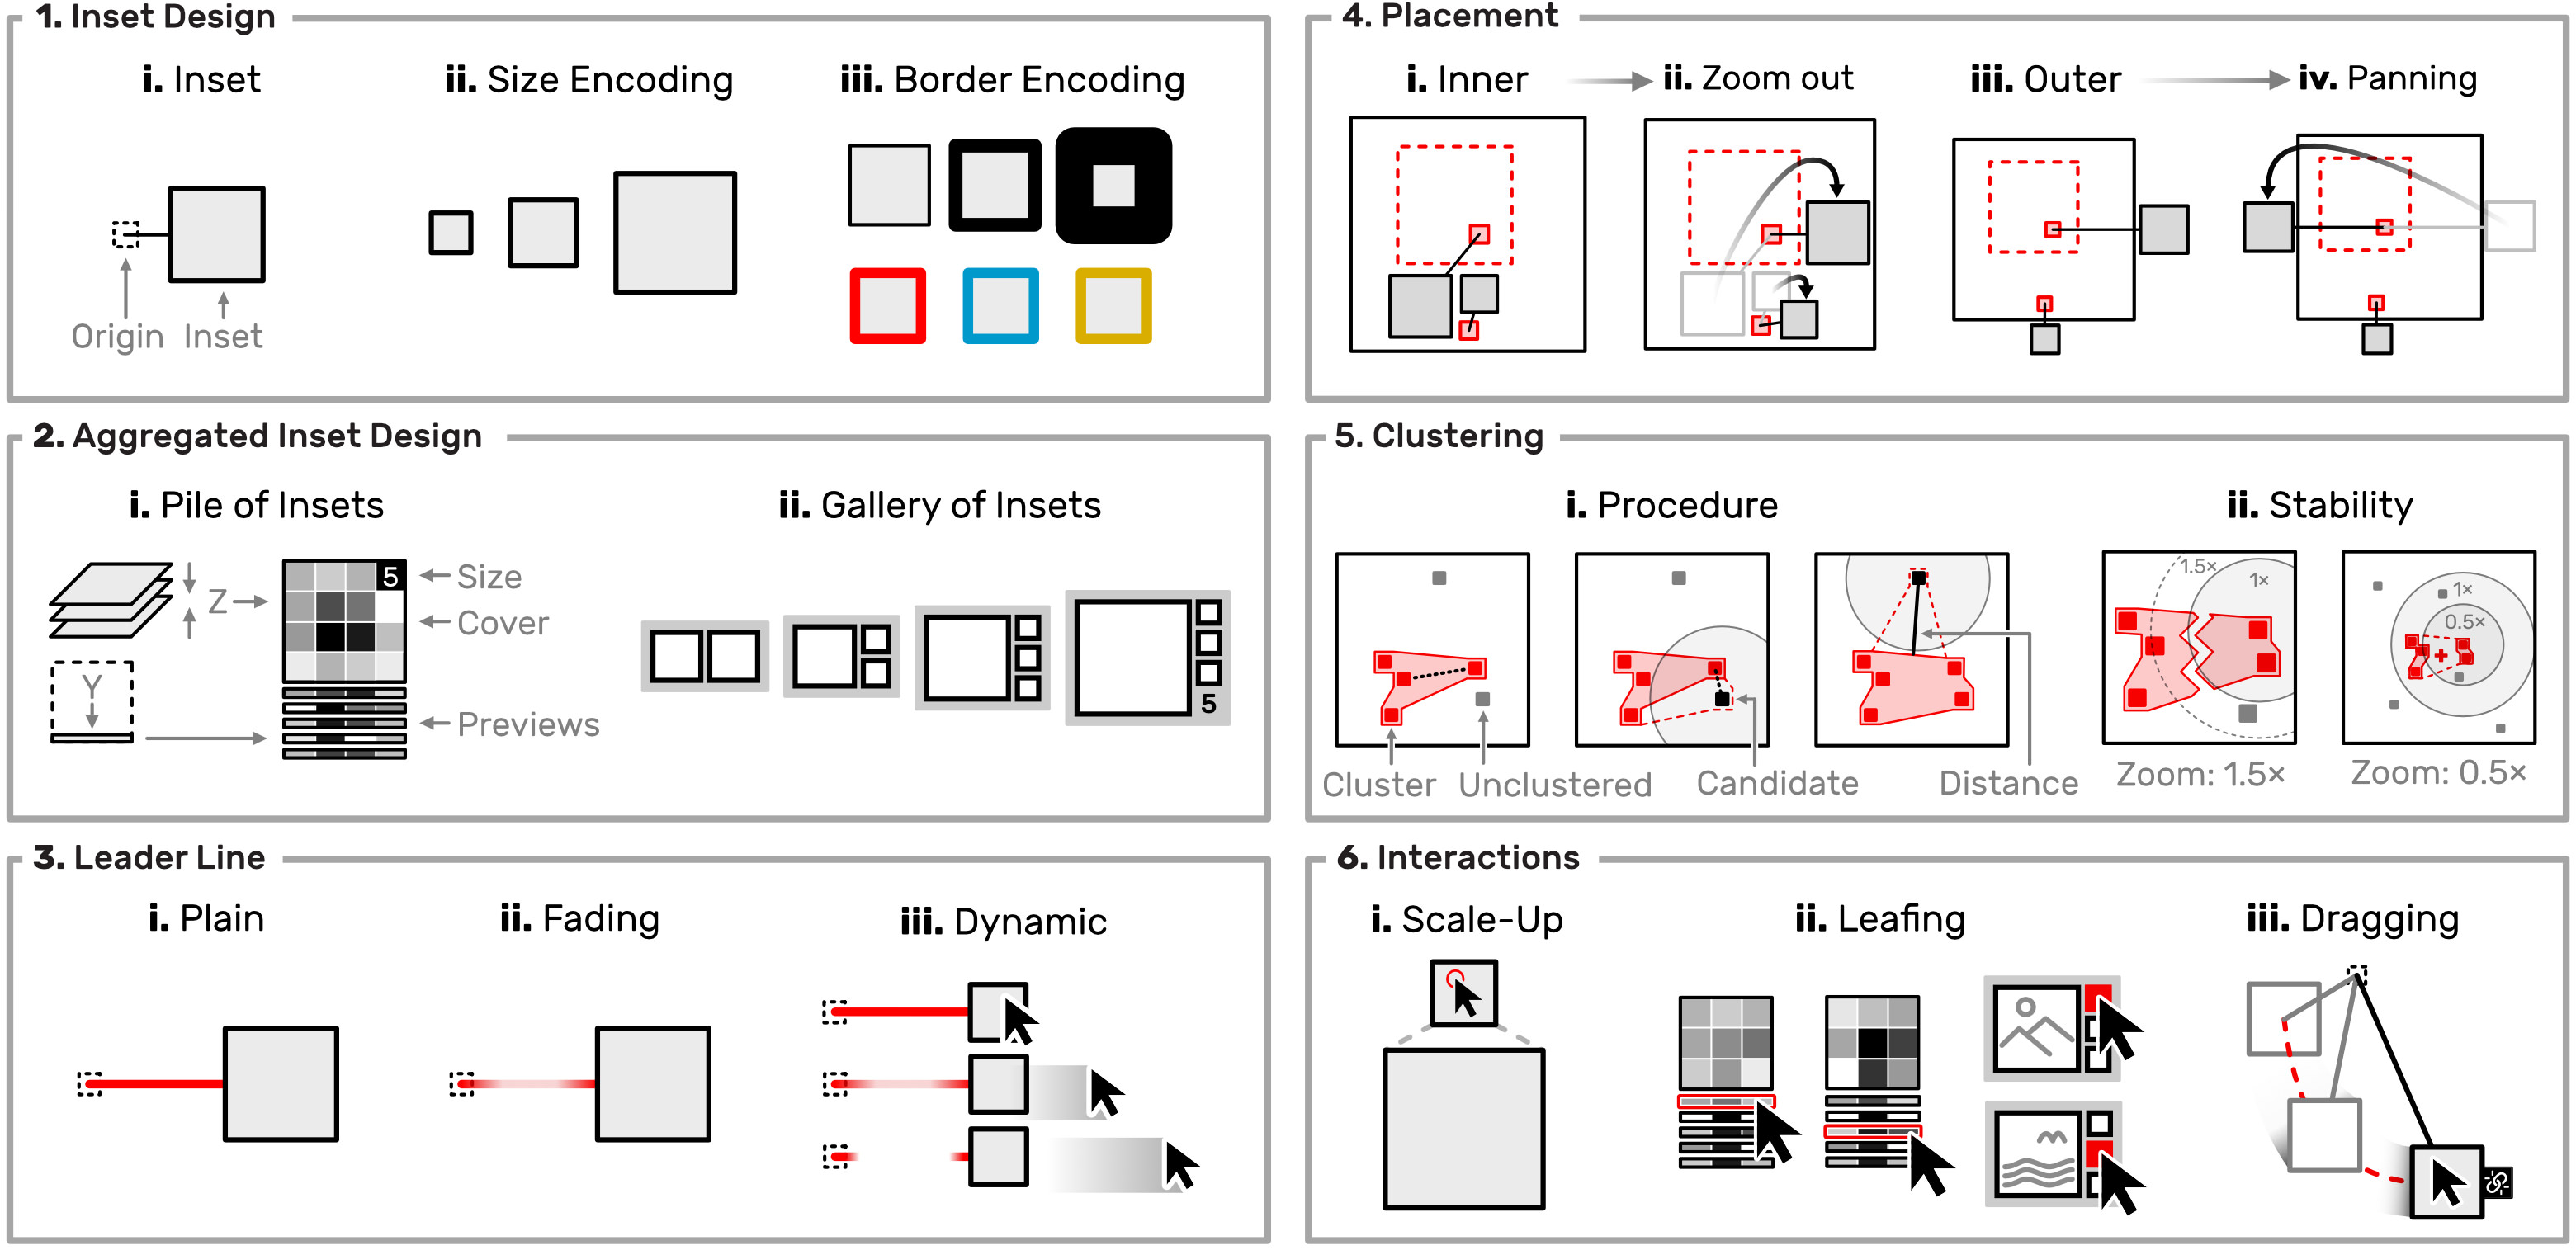 1. Inset Design
i. Inset
ii. Size Encoding
iii. Border Encoding
Origin
Inset
2. Aggregated Inset Design
i. Pile of Insets
ii. Gallery of Insets
Z
5
Size
Cover
Y
Previews
5
3. Leader Line
i. Plain
ii. Fading
iii. Dynamic
4. Placement
i. Inner
ii. Zoom out
iii. Outer
iv. Panning
5. Clustering
i. Procedure
ii. Stability
1.5×
1×
1×
0.5×
Cluster
Unclustered
Candidate
Distance
Zoom: 1.5×
Zoom: 0.5×
6. Interactions
i. Scale-Up
ii. Leafing
iii. Dragging